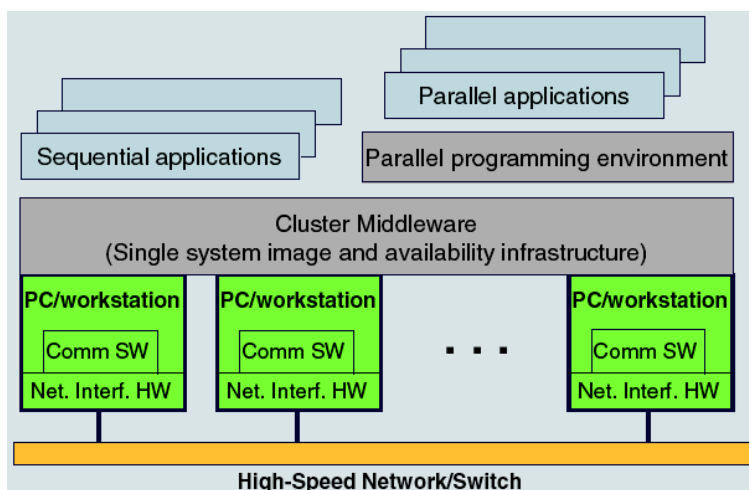 Parallel applications
Sequential applications
Parallel programming environment
Cluster Middleware
(Single system image and availability infrastructure)
PC/workstation
PC/workstation
PC/workstation
Comm SW
Comm SW
. . .
Comm SW
Net. Interf. HW
Net. Interf. HW
Net. Interf. HW
High-Speed Network/Switch